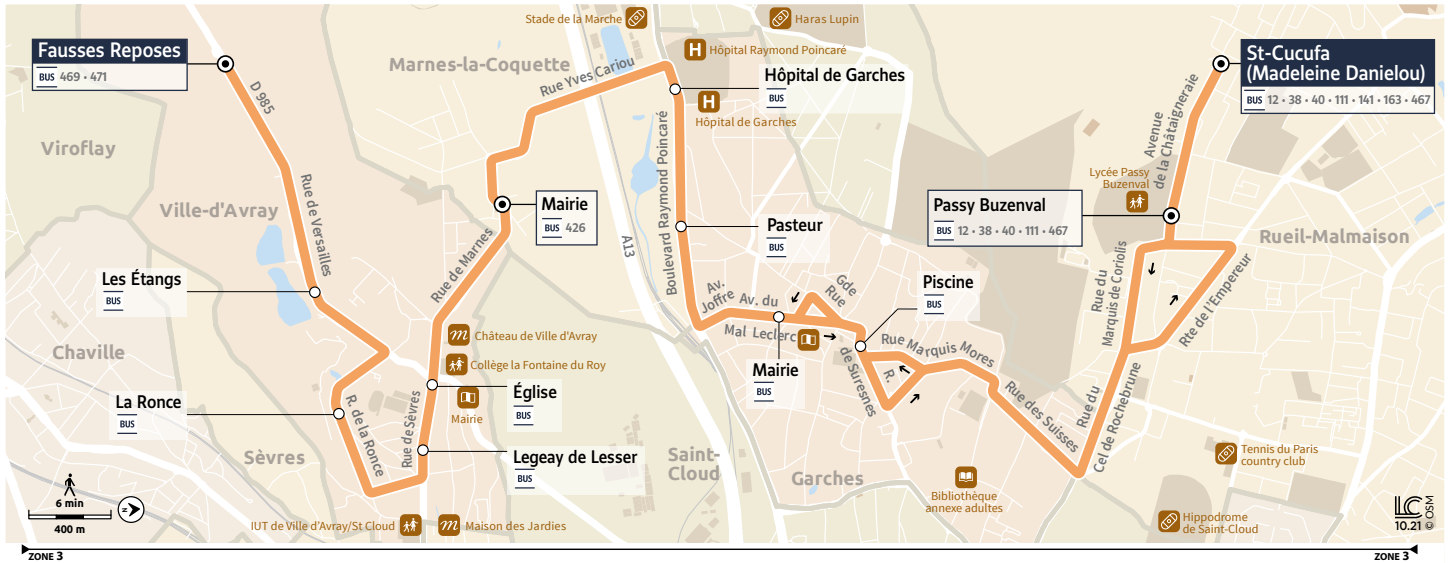 Fausses Reposes
BUS 469 • 471
D 985
Viroflay
Ville-d'Avray
Rue de Versailles
Les Étangs
BUS
Chaville
La Ronce
BUS
R. de la Ronce
Sèvres
6 min
400 m
N
IUT de Ville d'Avray/St Cloud
Maison des Jardies
Rue de Sèvres
Legeay de Lesser
BUS
Église
BUS
Mairie
Collège la Fontaine du Roy
Château de Ville d'Avray
Rue de Marnes
Mairie
BUS 426
Marnes-la-Coquette
Rue Yves Cariou
Stade de la Marche
Haras Lupin
H Hôpital Raymond Poincaré
Hôpital de Garches
BUS
H
Hôpital de Garches
A13
Boulevard Raymond Poincaré
Pasteur
BUS
Av.
Joffre
Av. du
Mal Leclerc
Gde
Rue
Mairie
BUS
Piscine
BUS
R.
de Suresnes
Rue Marquis Mores
Rue des Suisses
Saint-
Cloud
Garches
Bibliothèque
annexe adultes
Rue du
Cel de Rochebrune
Rue du
Marquis de Coriolis
Rte de l'Empereur
Passy Buzenval
BUS 12 • 38 • 40 • 111 • 467
Lycée Passy
Buzenval
Avenue
de la Châtaigneraie
St-Cucufa
(Madeleine Danielou)
BUS 12 • 38 • 40 • 111 • 141 • 163 • 467
Rueil-Malmaison
Tennis du Paris
country club
Hippodrome
de Saint-Cloud
LC
10.21 © OSM
ZONE 3
ZONE 3